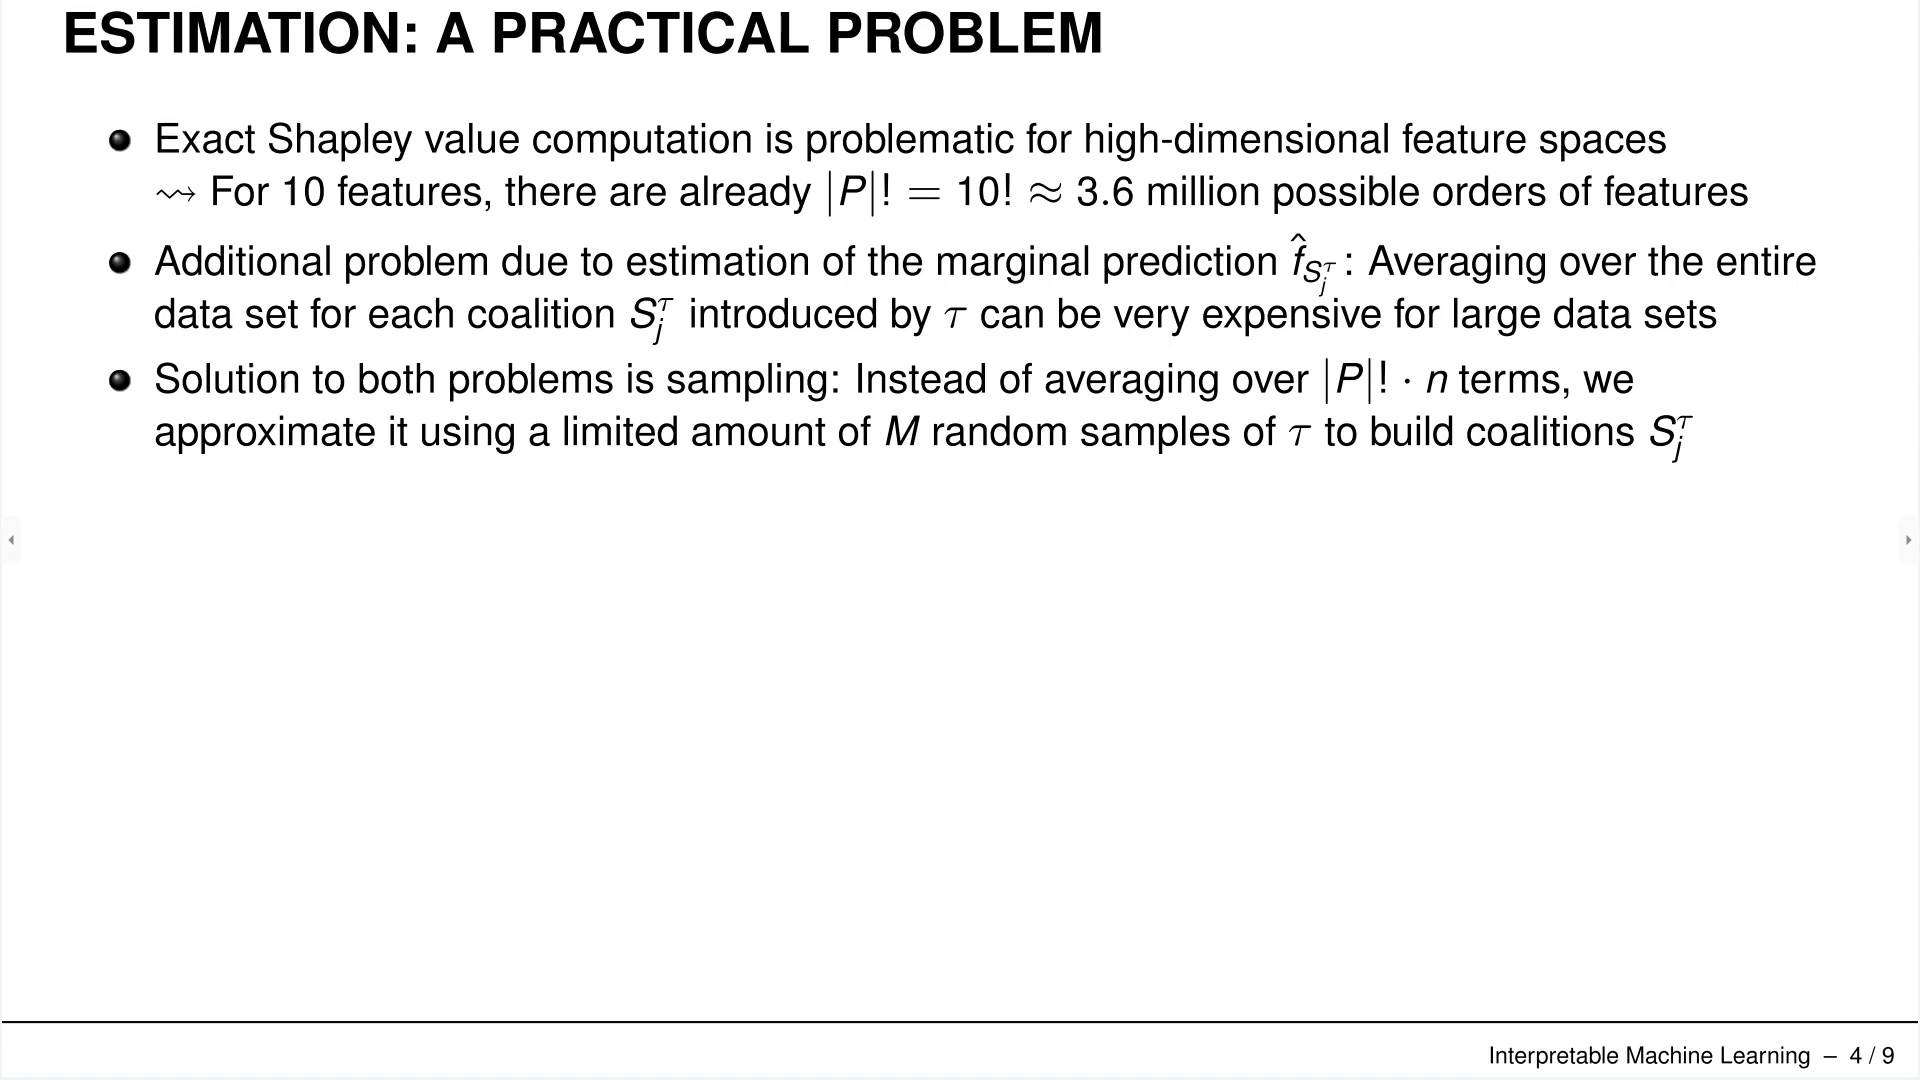 ESTIMATION: A PRACTICAL PROBLEM
● Exact Shapley value computation is problematic for high-dimensional feature spaces
⇝ For 10 features, there are already |P|! = 10! ≈ 3.6 million possible orders of features
● Additional problem due to estimation of the marginal prediction $\hat{f}_{S_j^\tau}$: Averaging over the entire
data set for each coalition $S_j^\tau$ introduced by τ can be very expensive for large data sets
● Solution to both problems is sampling: Instead of averaging over |P|! · n terms, we
approximate it using a limited amount of M random samples of τ to build coalitions $S_j^\tau$
Interpretable Machine Learning – 4 / 9